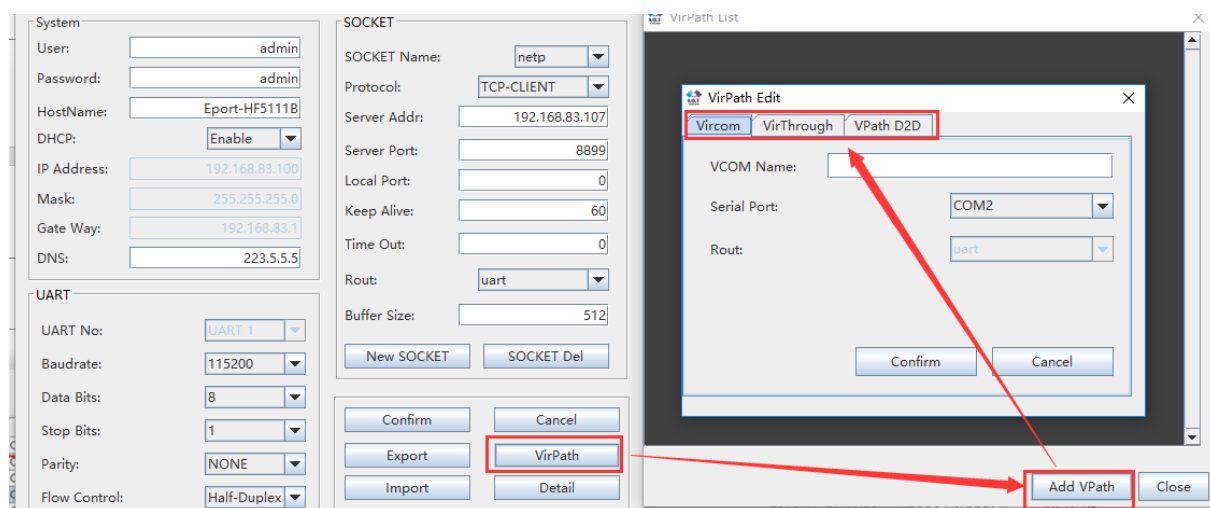 System
User: admin
Password: admin
HostName: Eport-HF5111B
DHCP: Enable
IP Address: 192.168.83.100
Mask: 255.255.255.0
Gate Way: 192.168.83.1
DNS: 223.5.5.5
UART
UART No: UART 1
Baudrate: 115200
Data Bits: 8
Stop Bits: 1
Parity: NONE
Flow Control: Half-Duplex
SOCKET
SOCKET Name: netp
Protocol: TCP-CLIENT
Server Addr: 192.168.83.107
Server Port: 8899
Local Port: 0
Keep Alive: 60
Time Out: 0
Rout: uart
Buffer Size: 512
New SOCKET SOCKET Del
Confirm Cancel
Export VirPath
Import Detail
VirPath List
VirPath Edit
Vircom VirThrough VPath D2D
VCOM Name:
Serial Port: COM2
Rout: uart
Confirm Cancel
Add VPath Close